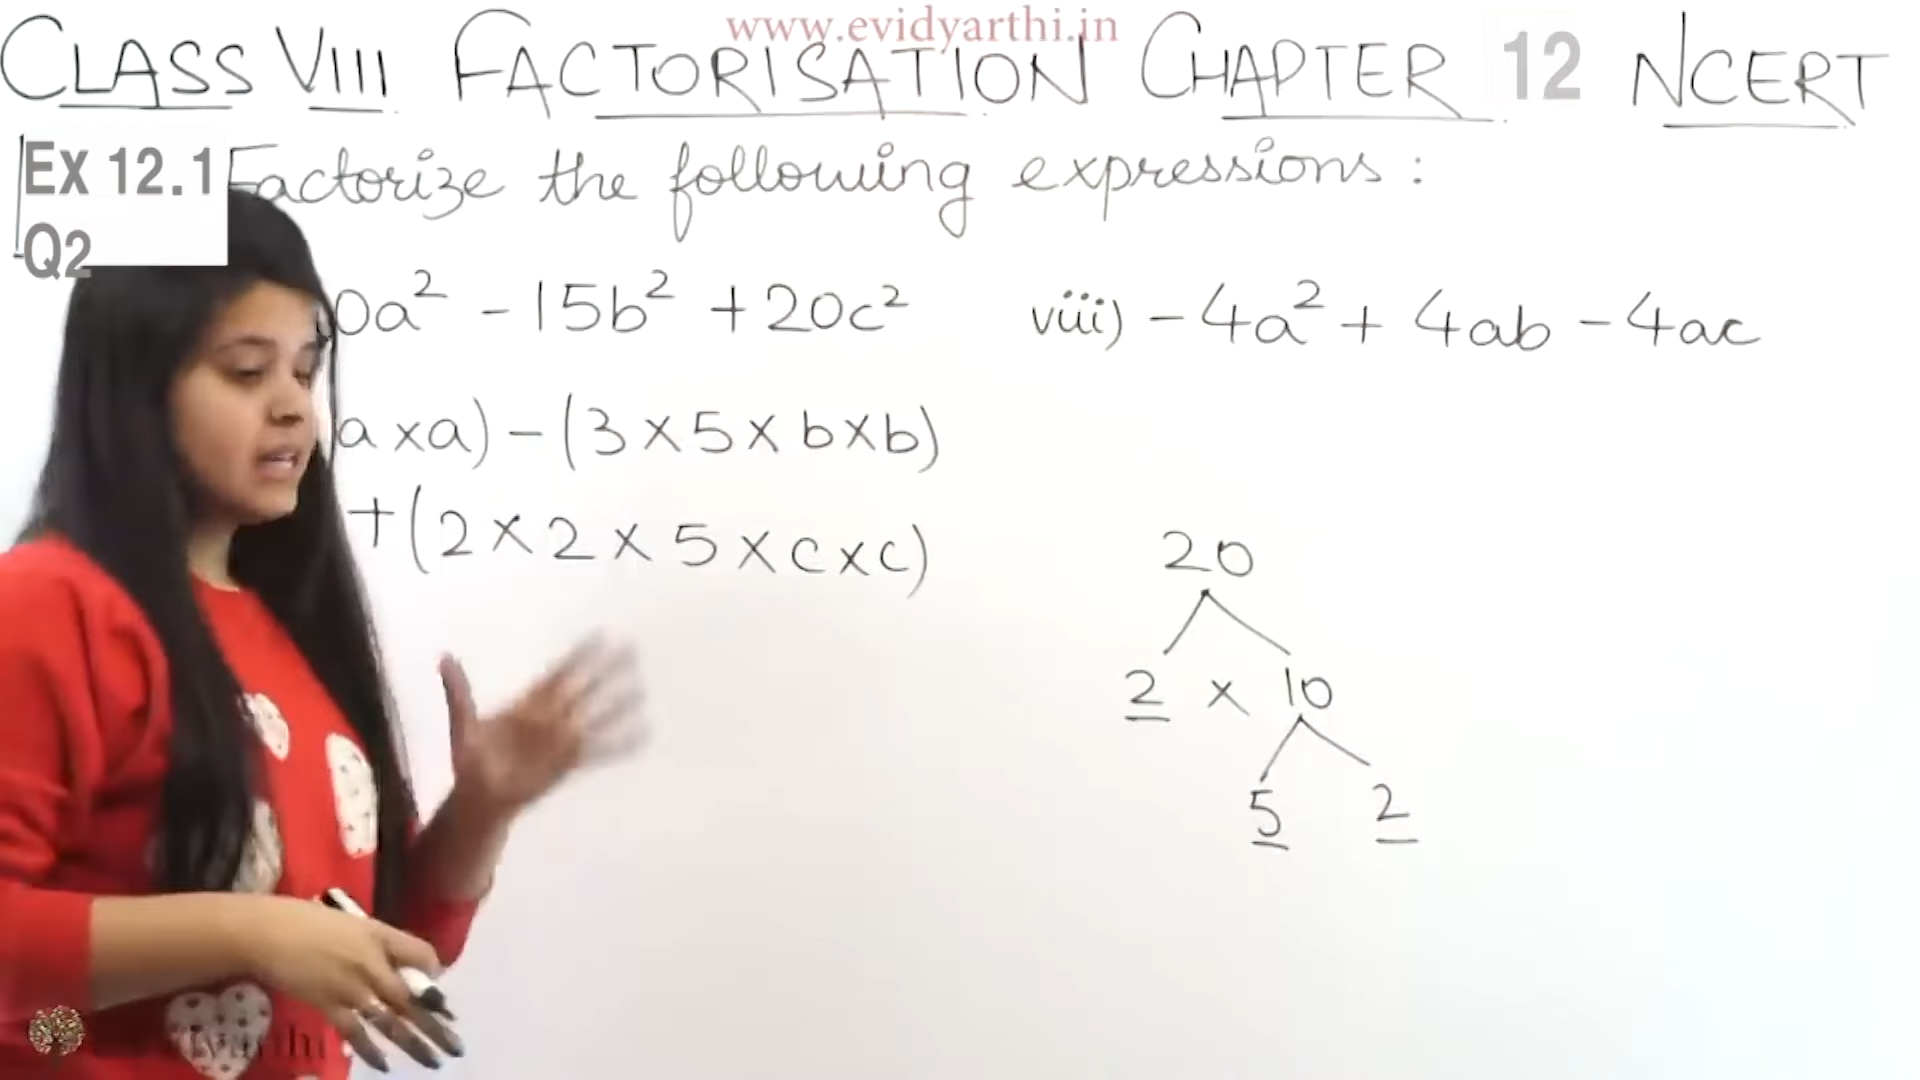 www.evidyarthi.in
CLASS VIII FACTORISATION CHAPTER 12 NCERT
Ex 12.1 Factorize the following expressions :
Q2
0a² - 15b² + 20c²
viii) - 4a² + 4ab - 4ac
a x a) - (3 x 5 x b x b)
+ (2 x 2 x 5 x c x c)
20
2 x 10
5 2